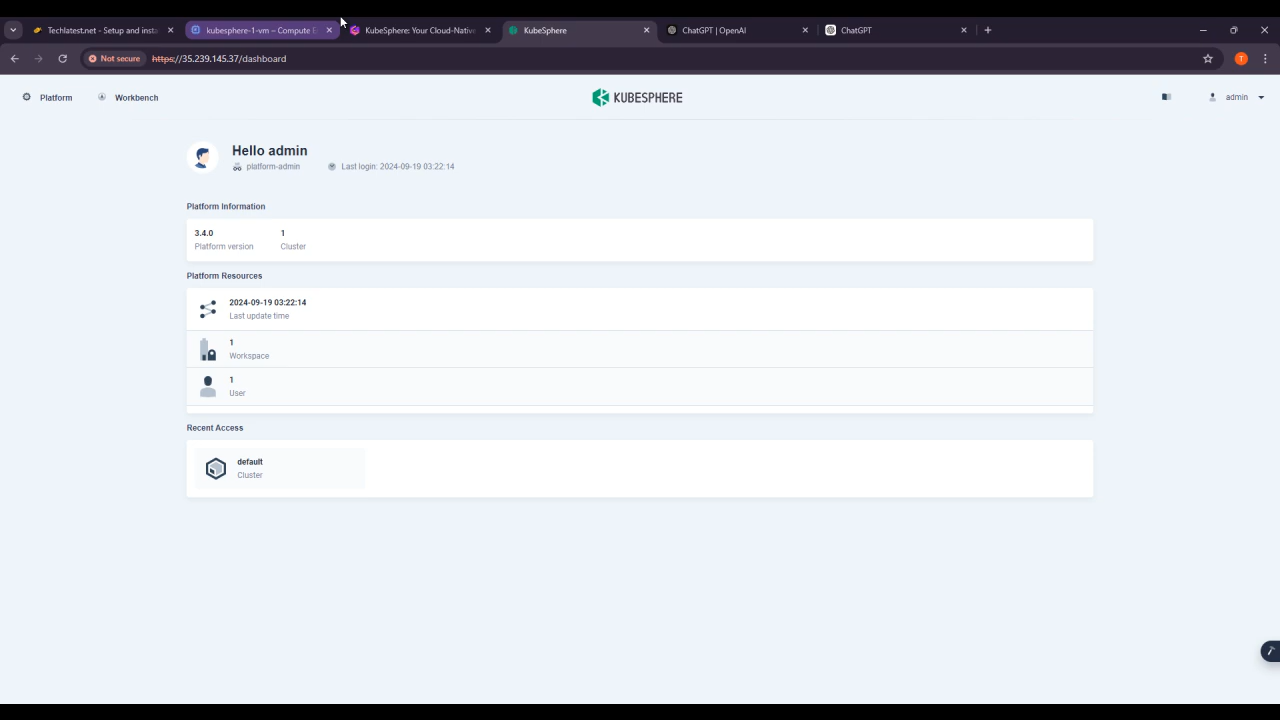 Techlatest.net - Setup and insta
kubesphere-1-vm – Compute E
KubeSphere: Your Cloud-Native
KubeSphere
ChatGPT | OpenAI
ChatGPT
Not secure
https://35.239.145.37/dashboard
T
Platform
Workbench
KUBESPHERE
admin
Hello admin
platform-admin
Last login: 2024-09-19 03:22:14
Platform Information
3.4.0
1
Platform version
Cluster
Platform Resources
2024-09-19 03:22:14
Last update time
1
Workspace
1
User
Recent Access
default
Cluster